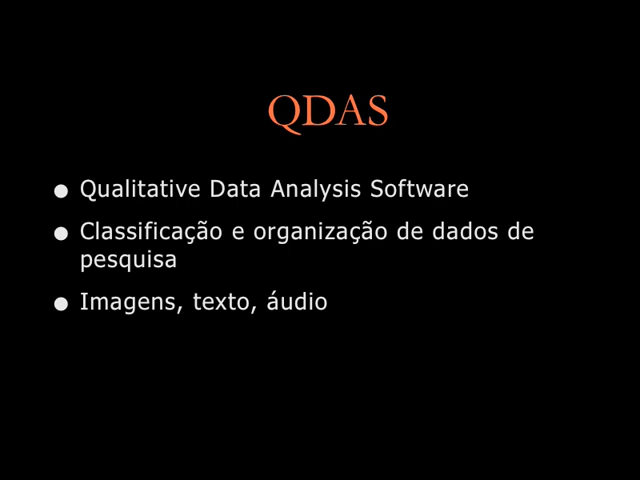 QDAS
● Qualitative Data Analysis Software
● Classificação e organização de dados de
pesquisa
● Imagens, texto, áudio